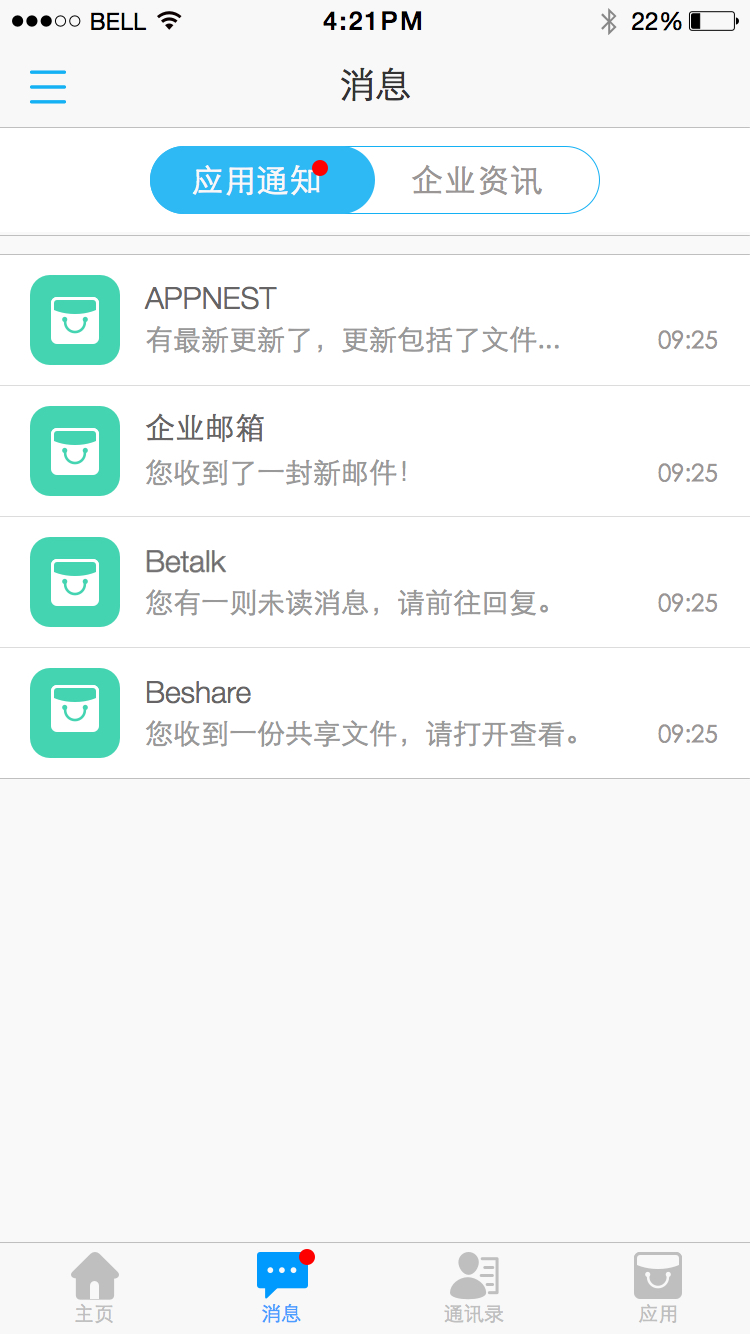 BELL 4:21PM 22%
消息
应用通知 企业资讯
APPNEST
有最新更新了，更新包括了文件... 09:25
企业邮箱
您收到了一封新邮件！ 09:25
Betalk
您有一则未读消息，请前往回复。 09:25
Beshare
您收到一份共享文件，请打开查看。 09:25
主页 消息 通讯录 应用